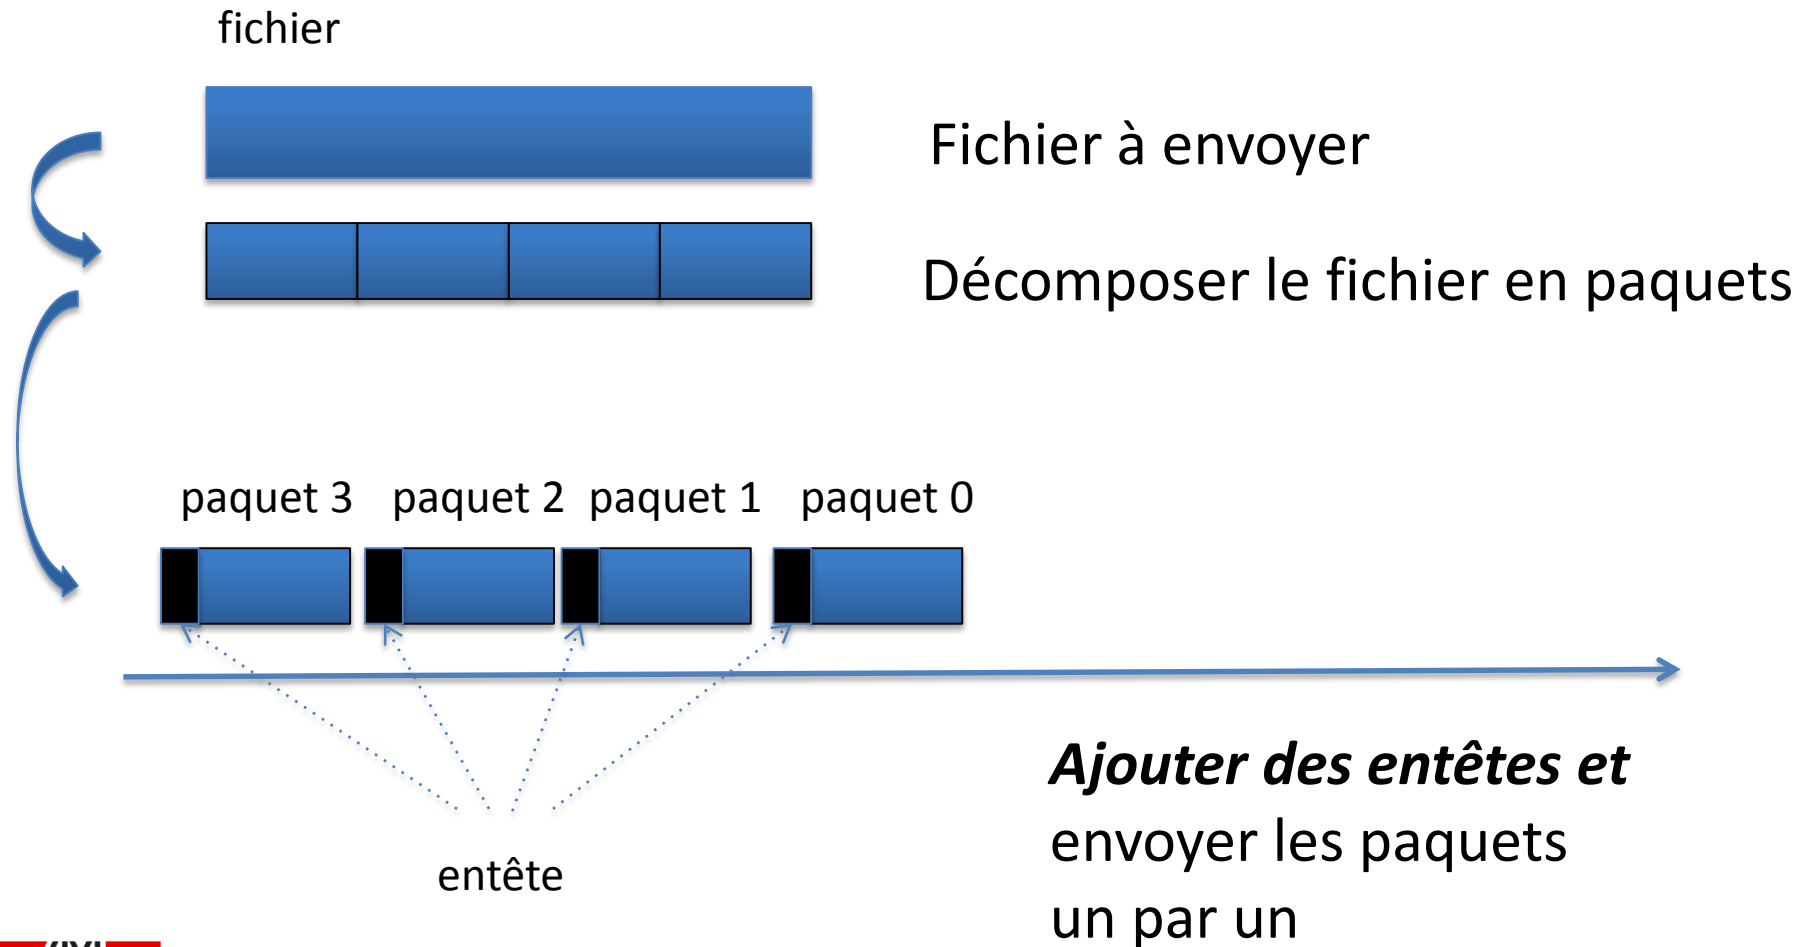 fichier
Fichier à envoyer
Décomposer le fichier en paquets
paquet 3 paquet 2 paquet 1 paquet 0
Ajouter des entêtes et
envoyer les paquets
un par un
entête